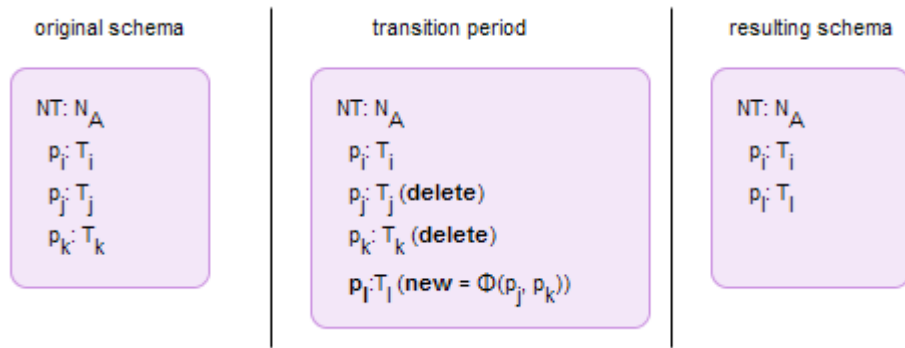 original schema
transition period
resulting schema
NT: N_A
p_i: T_i
p_j: T_j
p_k: T_k
NT: N_A
p_i: T_i
p_j: T_j (delete)
p_k: T_k (delete)
p_l:T_l (new = Φ(p_j, p_k))
NT: N_A
p_i: T_i
p_l: T_l